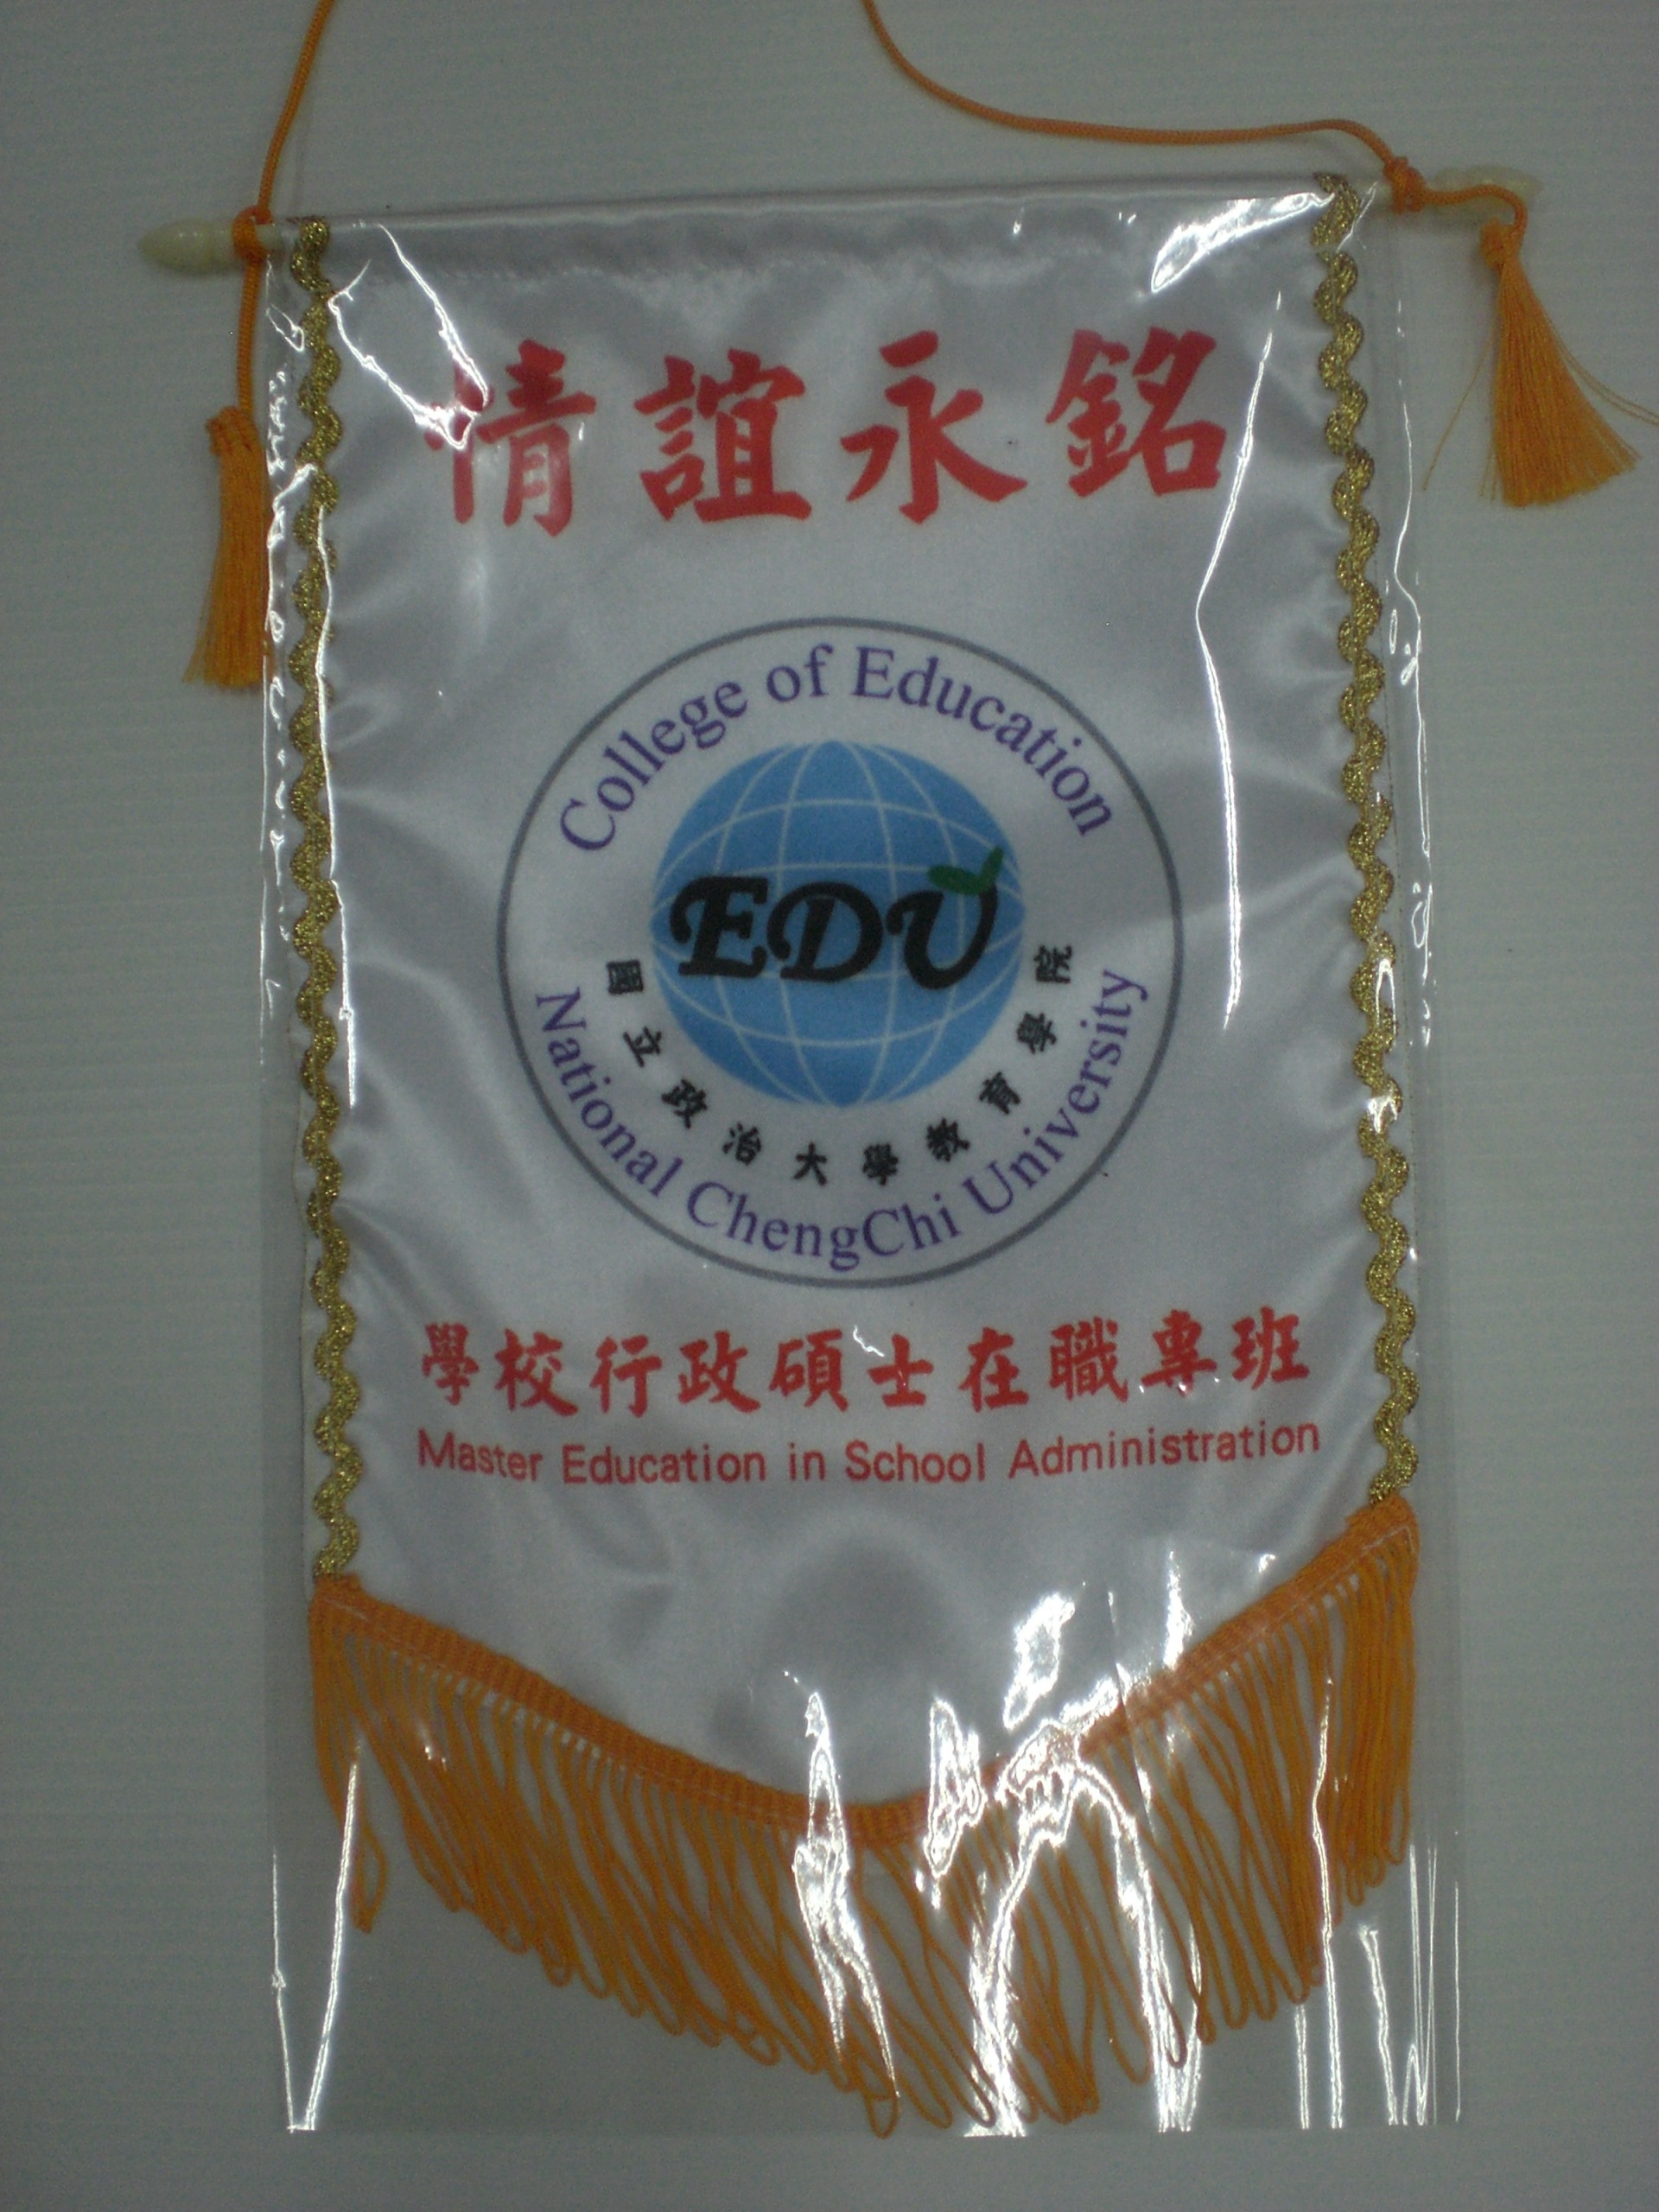 情誼永銘
College of Education
EDU
國立政治大學教育學院
National ChengChi University
學校行政碩士在職專班
Master Education in School Administration